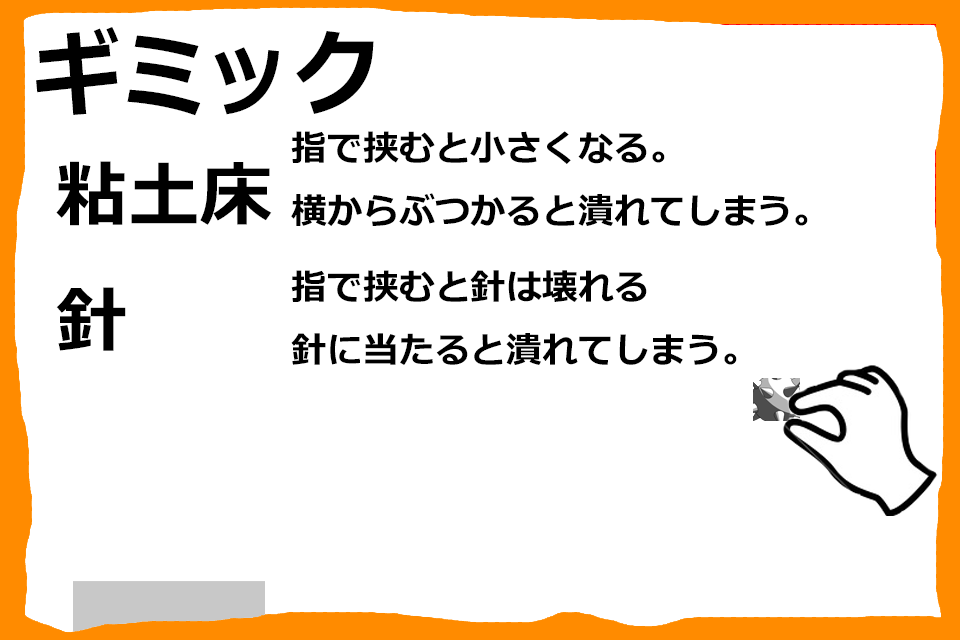 ギミック
粘土床
指で挟むと小さくなる。
横からぶつかると潰れてしまう。
針
指で挟むと針は壊れる
針に当たると潰れてしまう。